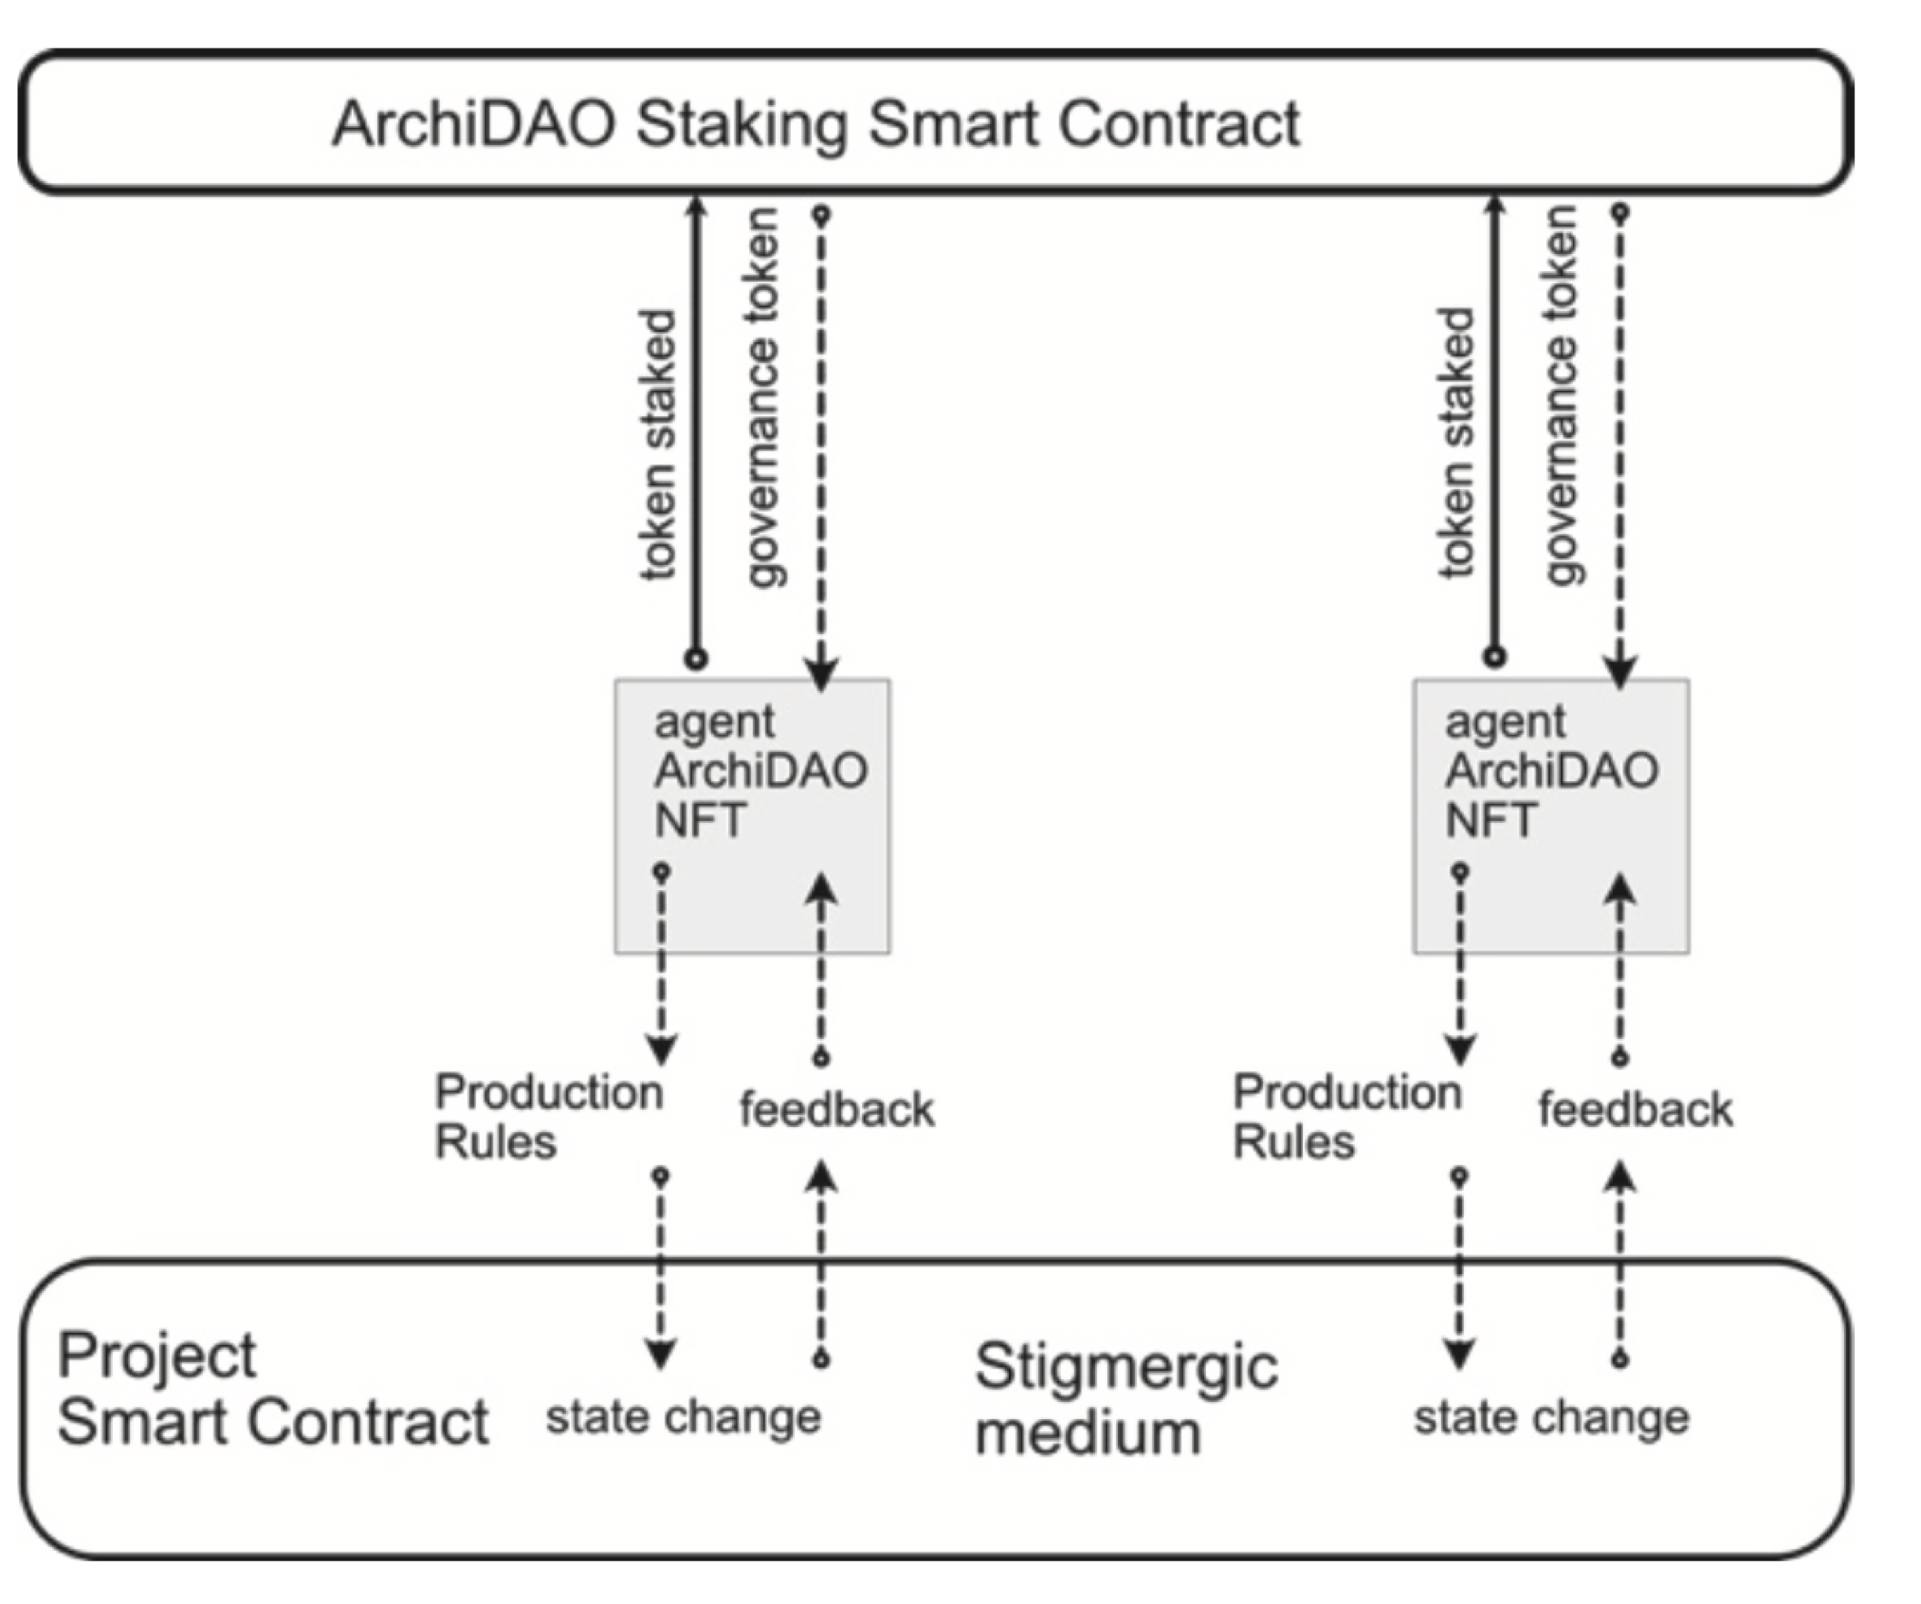 ArchiDAO Staking Smart Contract
token staked
governance token
token staked
governance token
agent
ArchiDAO
NFT
agent
ArchiDAO
NFT
Production
Rules
feedback
Production
Rules
feedback
Project
Smart Contract
state change
Stigmergic
medium
state change